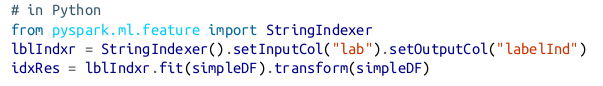 # in Python
from pyspark.ml.feature import StringIndexer
lblIndxr = StringIndexer().setInputCol("lab").setOutputCol("labelInd")
idxRes = lblIndxr.fit(simpleDF).transform(simpleDF)